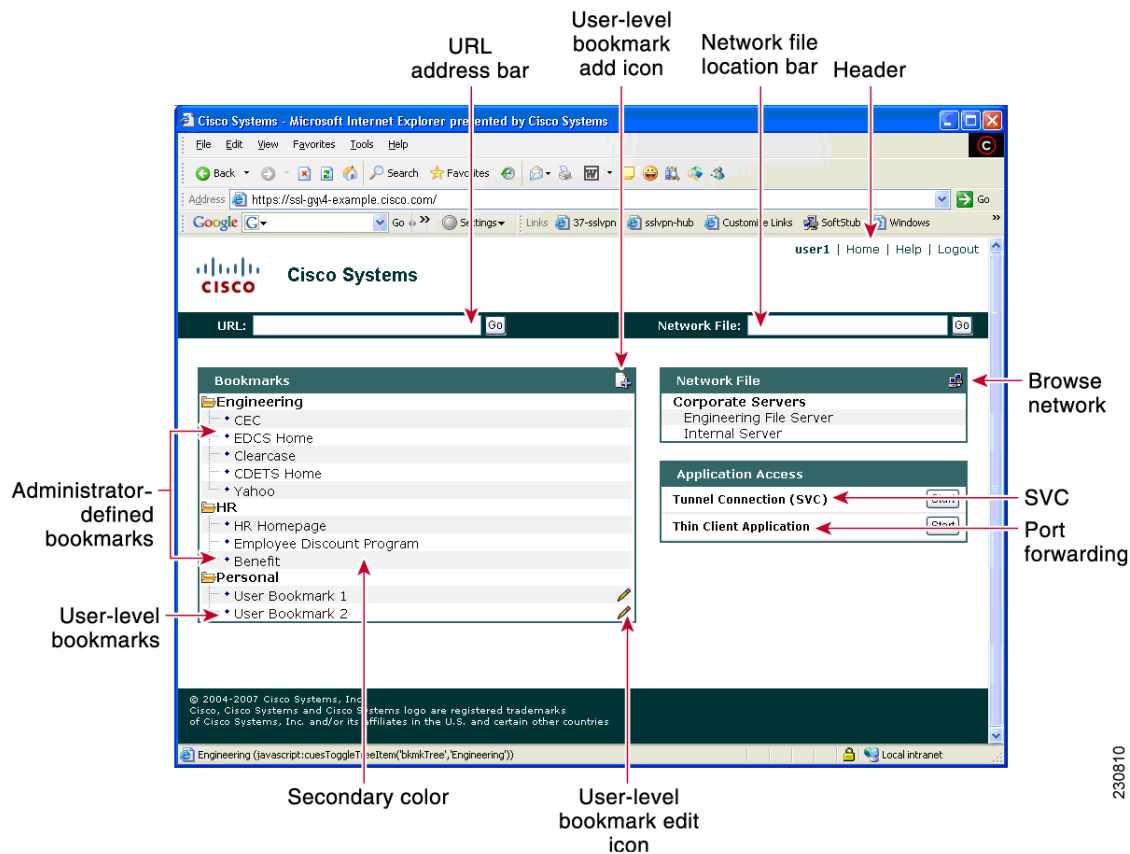 User-level
bookmark
add icon
URL
address bar
Network file
location bar
Header
Cisco Systems - Microsoft Internet Explorer presented by Cisco Systems
File Edit View Favorites Tools Help
Back Search Favorites
Address https://ssl-gw4-example.cisco.com/ Go
Google G Go Settings Links 37-sslvpn sslvpn-hub Customize Links SoftStub Windows
user1 | Home | Help | Logout
CISCO
Cisco Systems
URL: Go Network File: Go
Bookmarks
Engineering
CEC
EDCS Home
Clearcase
CDETS Home
Yahoo
HR
HR Homepage
Employee Discount Program
Benefit
Personal
User Bookmark 1
User Bookmark 2
Network File
Corporate Servers
Engineering File Server
Internal Server
Application Access
Tunnel Connection (SVC) Start
Thin Client Application Start
Browse
network
SVC
Port
forwarding
Administrator-
defined
bookmarks
User-level
bookmarks
© 2004-2007 Cisco Systems, Inc
Cisco, Cisco Systems and Cisco Systems logo are registered trademarks
of Cisco Systems, Inc. and/or its affiliates in the U.S. and certain other countries
Engineering (javascript:cuesToggleTreeItem('bkmkTree','Engineering')) Local intranet
Secondary color
User-level
bookmark edit
icon
230810